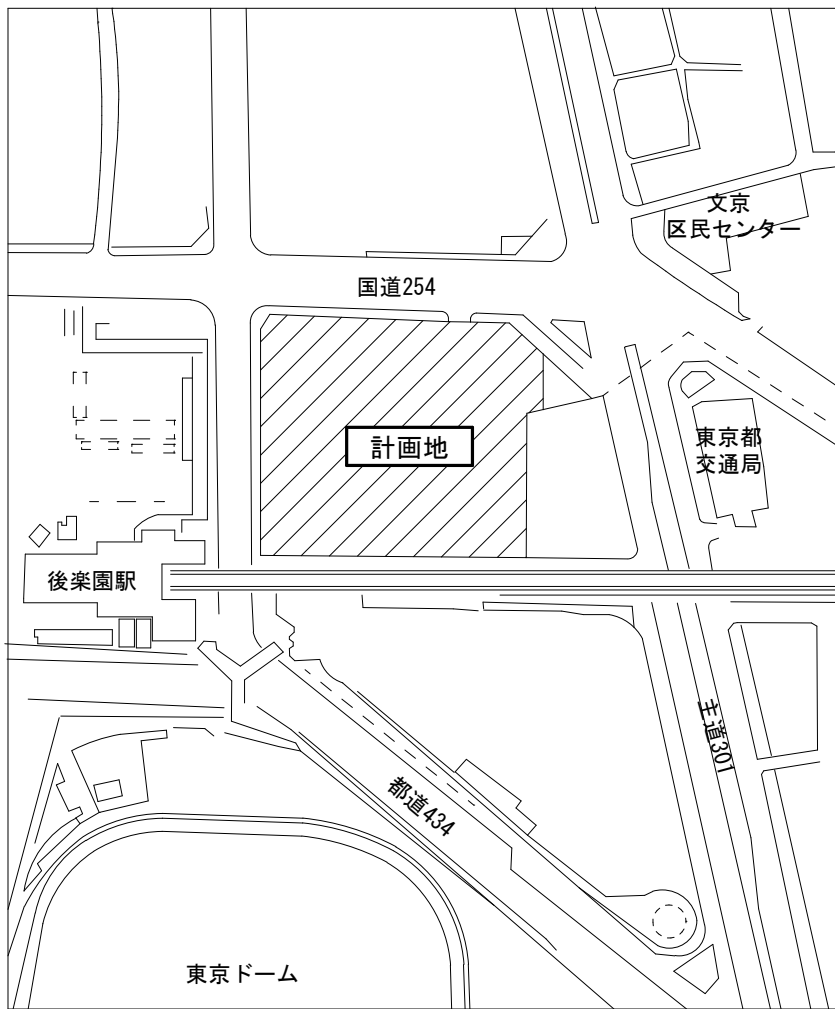 文京
区民センター
国道254
計画地
東京都
交通局
後楽園駅
主道301
都道434
東京ドーム